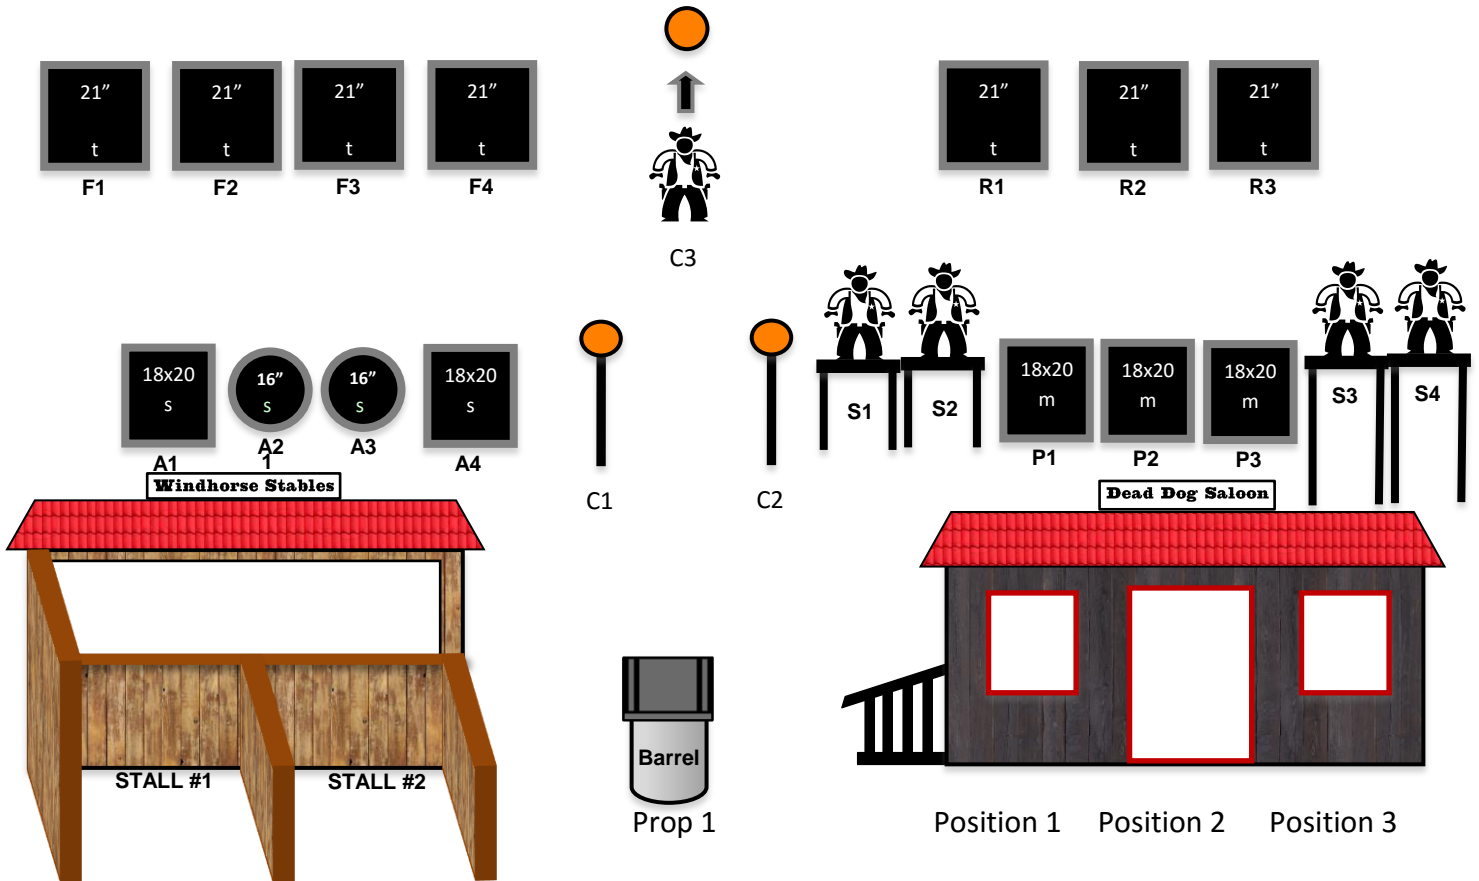 21” 21” 21” 21” 21” 21” 21”
t t t t t t t
F1 F2 F3 F4 R1 R2 R3
C3
18x20 16” 16” 18x20 18x20 18x20 18x20
s s s s m m m
S1 S2 S3 S4
A1 A2 A3 A4 P1 P2 P3
1
Windhorse Stables
C1 C2
Dead Dog Saloon
Barrel
STALL #1 STALL #2
Prop 1 Position 1 Position 2 Position 3